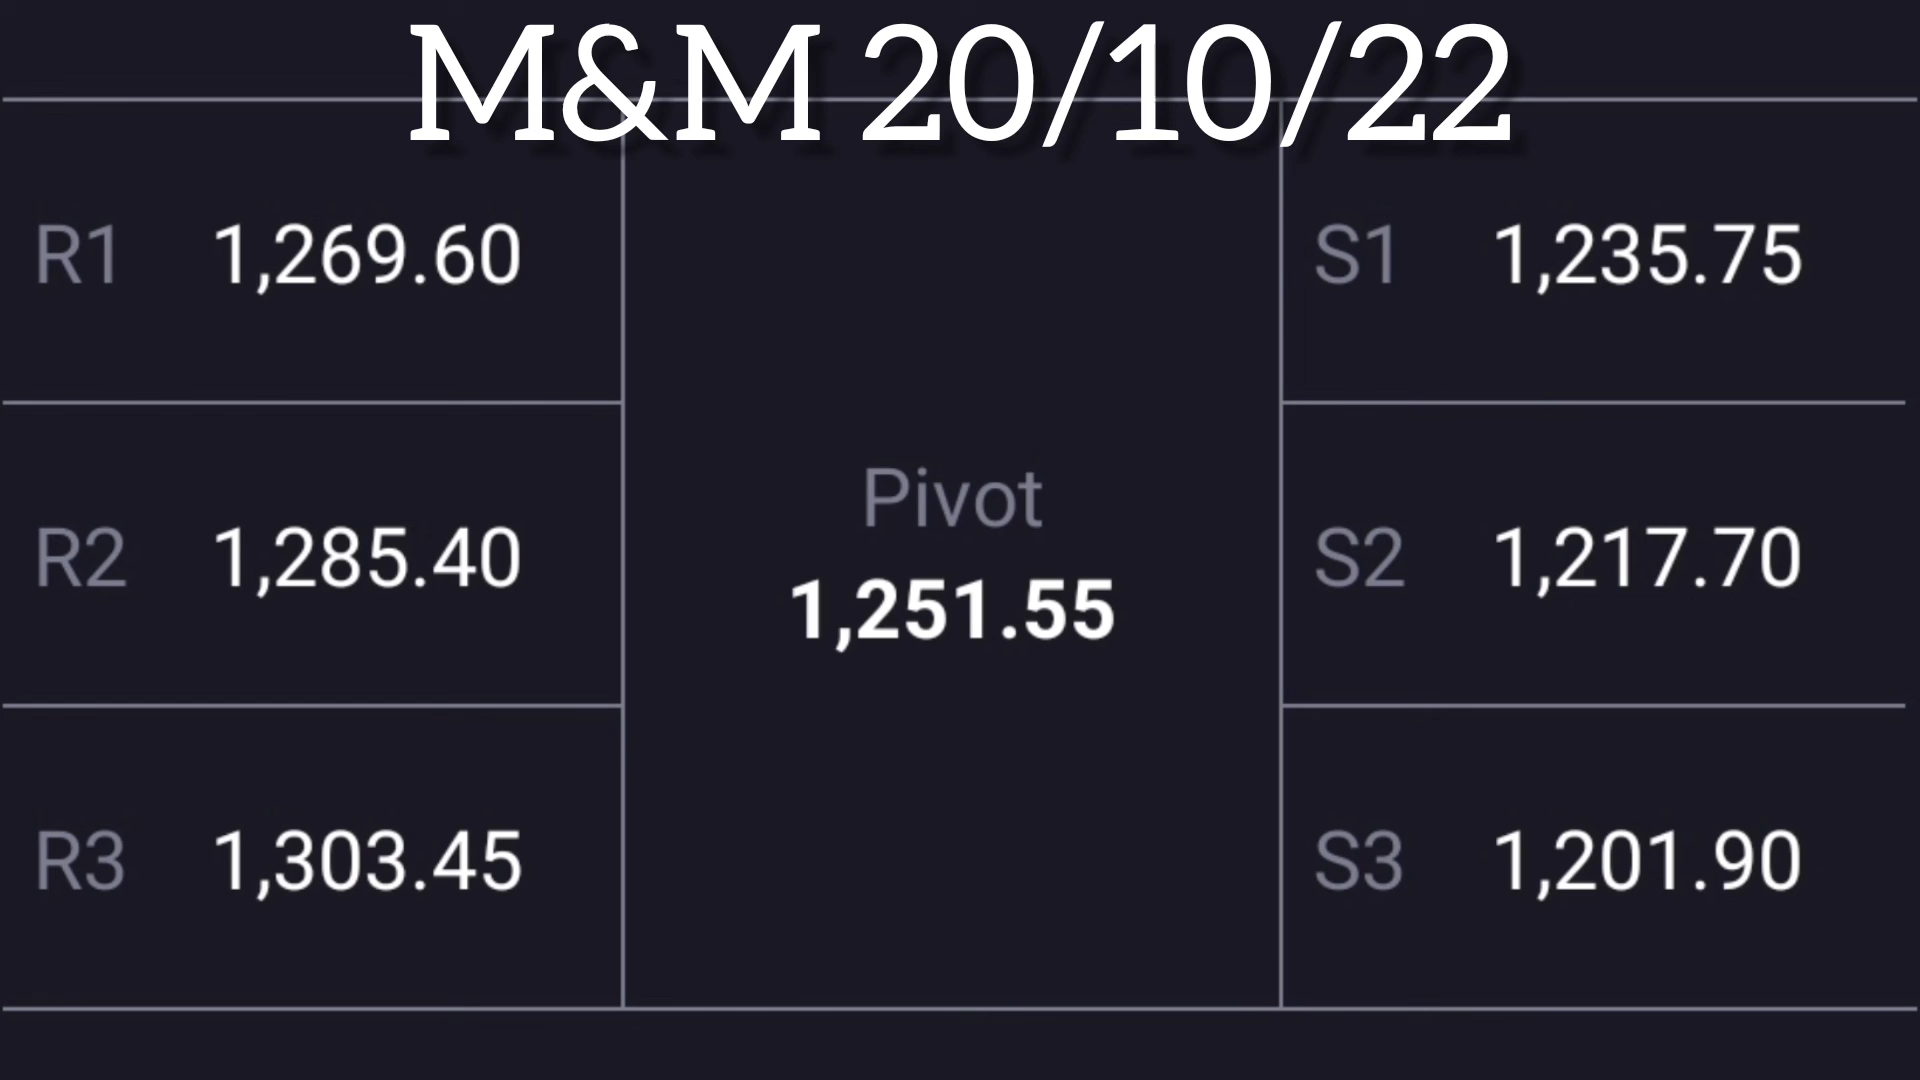 M&M 20/10/22
R1 1,269.60
S1 1,235.75
R2 1,285.40
Pivot
1,251.55
S2 1,217.70
R3 1,303.45
S3 1,201.90